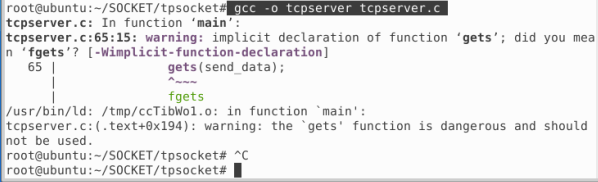 root@ubuntu:~/SOCKET/tpsocket# gcc -o tcpserver tcpserver.c
tcpserver.c: In function ‘main’:
tcpserver.c:65:15: warning: implicit declaration of function ‘gets’; did you mea
n ‘fgets’? [-Wimplicit-function-declaration]
   65 |               gets(send_data);
      |               ^~~~
      |               fgets
/usr/bin/ld: /tmp/ccTibWo1.o: in function `main':
tcpserver.c:(.text+0x194): warning: the `gets' function is dangerous and should
not be used.
root@ubuntu:~/SOCKET/tpsocket# ^C
root@ubuntu:~/SOCKET/tpsocket#